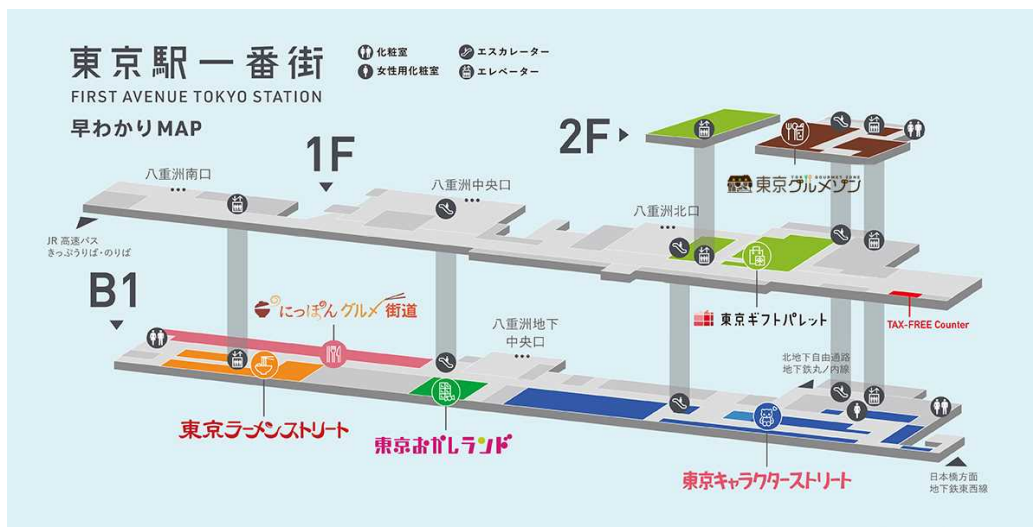 東京駅一番街
FIRST AVENUE TOKYO STATION
早わかりMAP
化粧室
エスカレーター
女性用化粧室
エレベーター
2F
1F
八重洲南口
八重洲中央口
TOKYO GOURMET ZONE
東京グルメゾン
八重洲北口
JR 高速バス
きっぷうりば・のりば
B1
にっぽん グルメ 街道
東京ギフトパレット
TAX-FREE Counter
八重洲地下
中央口
北地下自由通路
地下鉄丸ノ内線
東京ラーメンストリート
東京おかしランド
東京キャラクターストリート
日本橋方面
地下鉄東西線